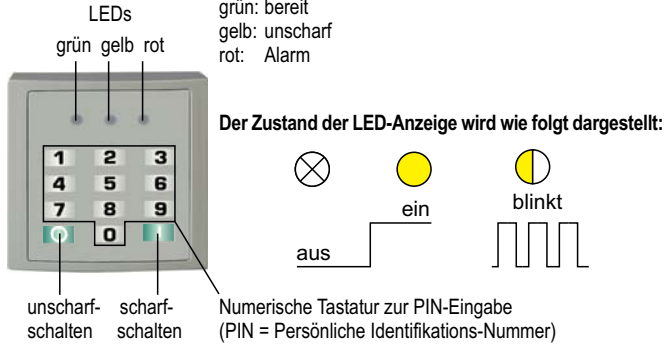 LEDs
grün gelb rot
grün: bereit
gelb: unscharf
rot: Alarm
Der Zustand der LED-Anzeige wird wie folgt dargestellt:
aus
ein
blinkt
1 2 3
4 5 6
7 8 9
0
unscharf-
schalten
scharf-
schalten
Numerische Tastatur zur PIN-Eingabe
(PIN = Persönliche Identifikations-Nummer)